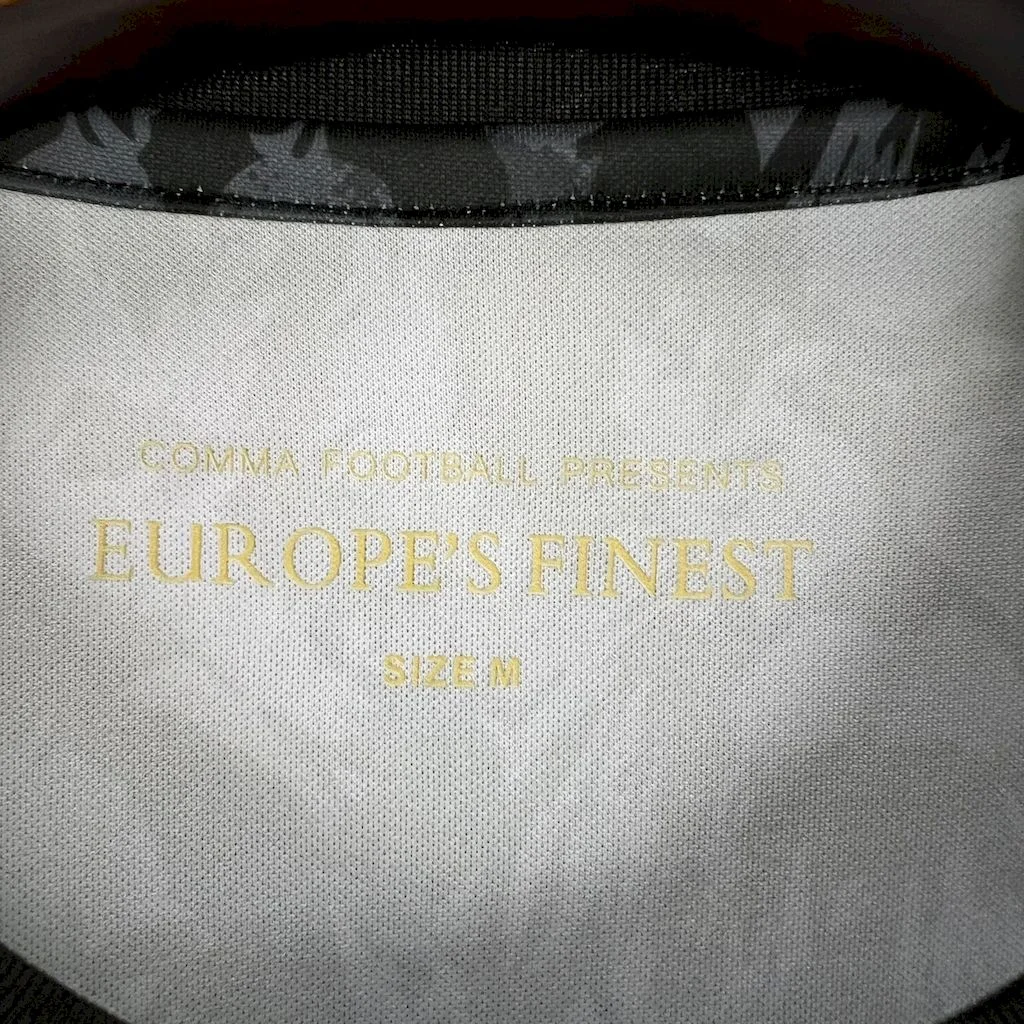 COMMA FOOTBALL PRESENTS
EUROPE'S FINEST
SIZE M